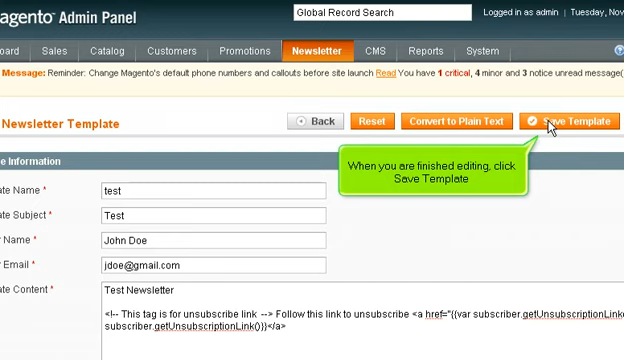 agento Admin Panel
Global Record Search
Logged in as admin | Tuesday, Nov
oard Sales Catalog Customers Promotions Newsletter CMS Reports System
Message: Reminder: Change Magento's default phone numbers and callouts before site launch Read You have 1 critical, 4 minor and 3 notice unread message(
Newsletter Template
Back Reset Convert to Plain Text Save Template
When you are finished editing, click
Save Template
e Information
ate Name * test
ate Subject * Test
r Name * John Doe
r Email * jdoe@gmail.com
ate Content * Test Newsletter
<!-- This tag is for unsubscribe link --> Follow this link to unsubscribe <a href="{{var subscriber.getUnsubscriptionLink
subscriber.getUnsubscriptionLink()}}</a>